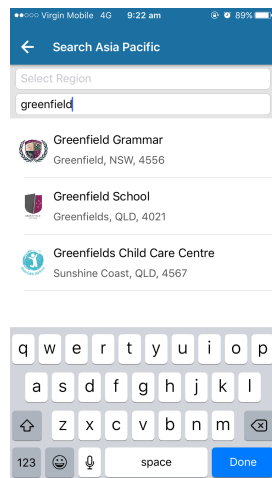 Virgin Mobile 4G 9:22 am 89%
Search Asia Pacific
Select Region
greenfield
Greenfield Grammar
Greenfield, NSW, 4556
Greenfield School
Greenfields, QLD, 4021
Greenfields Child Care Centre
Sunshine Coast, QLD, 4567
q w e r t y u i o p
a s d f g h j k l
z x c v b n m
123 space Done